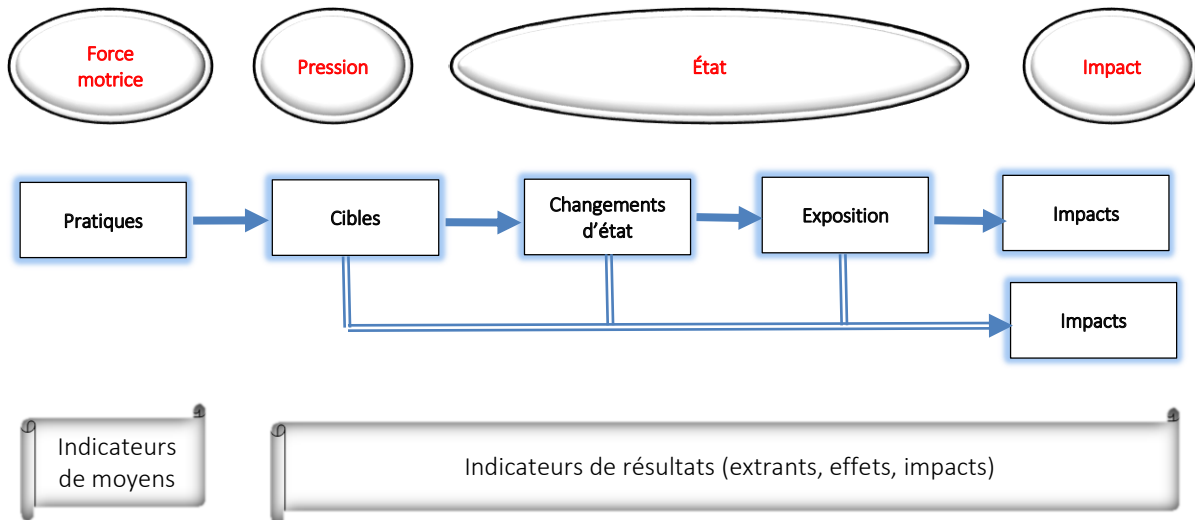 Force
motrice
Pression
État
Impact
Pratiques
Cibles
Changements
d'état
Exposition
Impacts
Impacts
Indicateurs
de moyens
Indicateurs de résultats (extrants, effets, impacts)